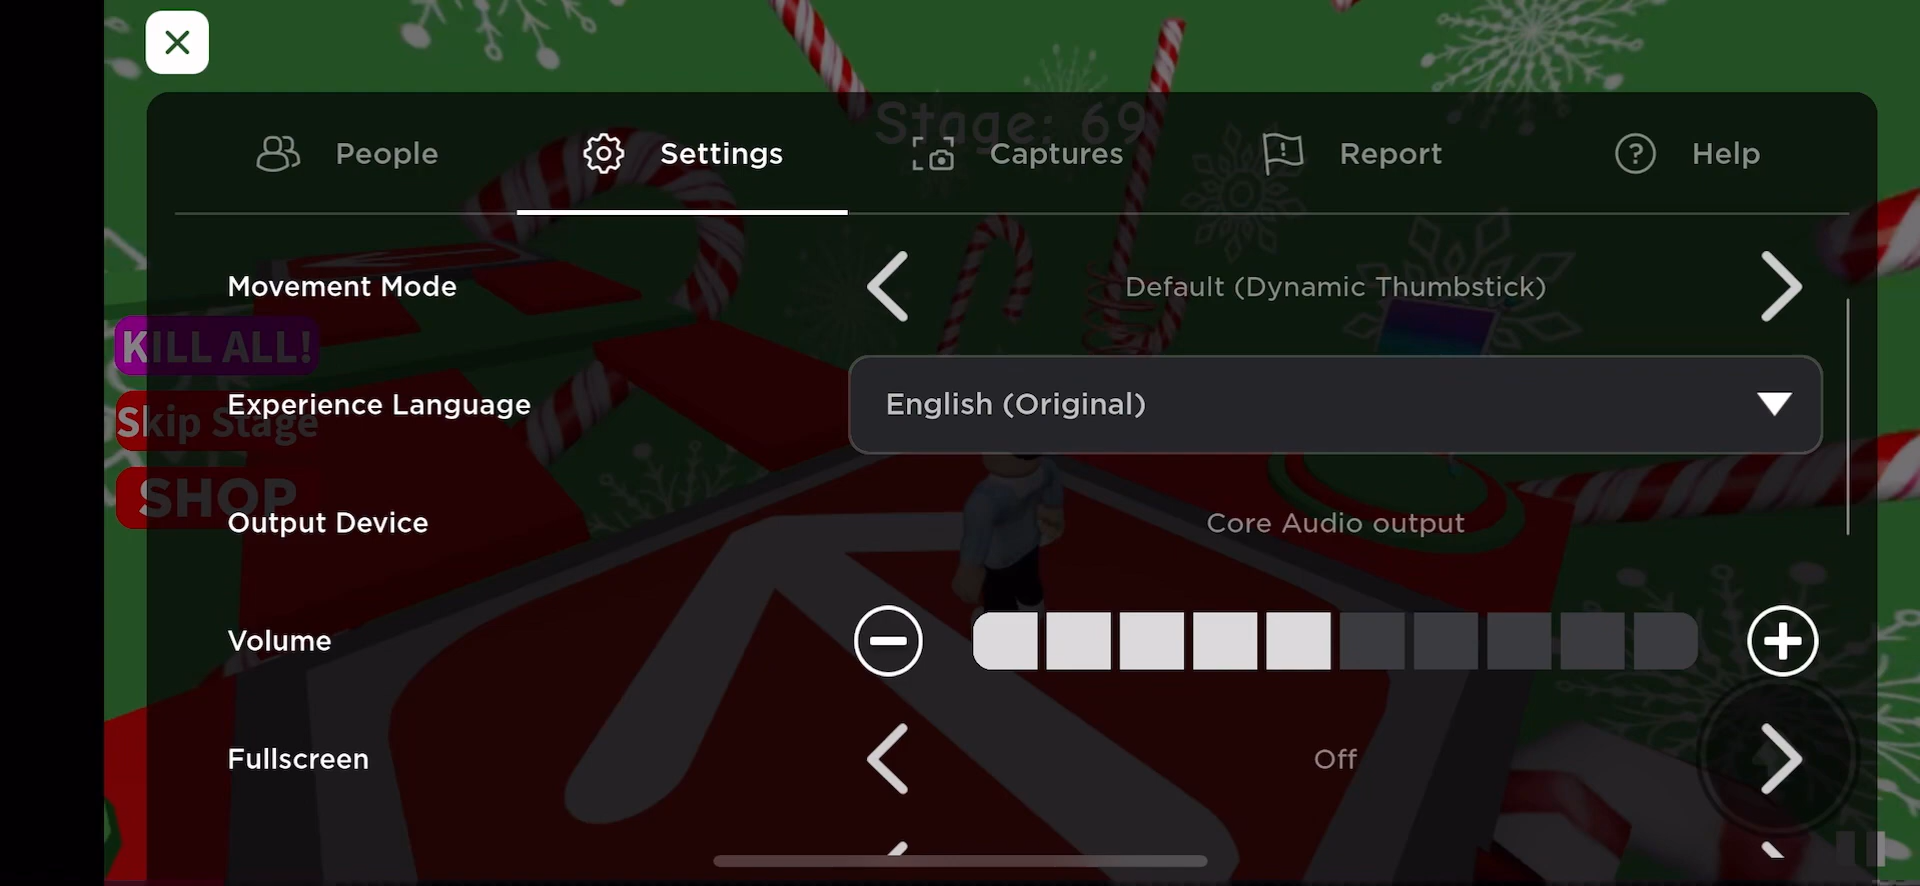 Stage: 69
People
Settings
Captures
Report
Help
Movement Mode
Default (Dynamic Thumbstick)
KILL ALL!
Experience Language
English (Original)
Skip Stage
SHOP
Output Device
Core Audio output
Volume
Fullscreen
Off